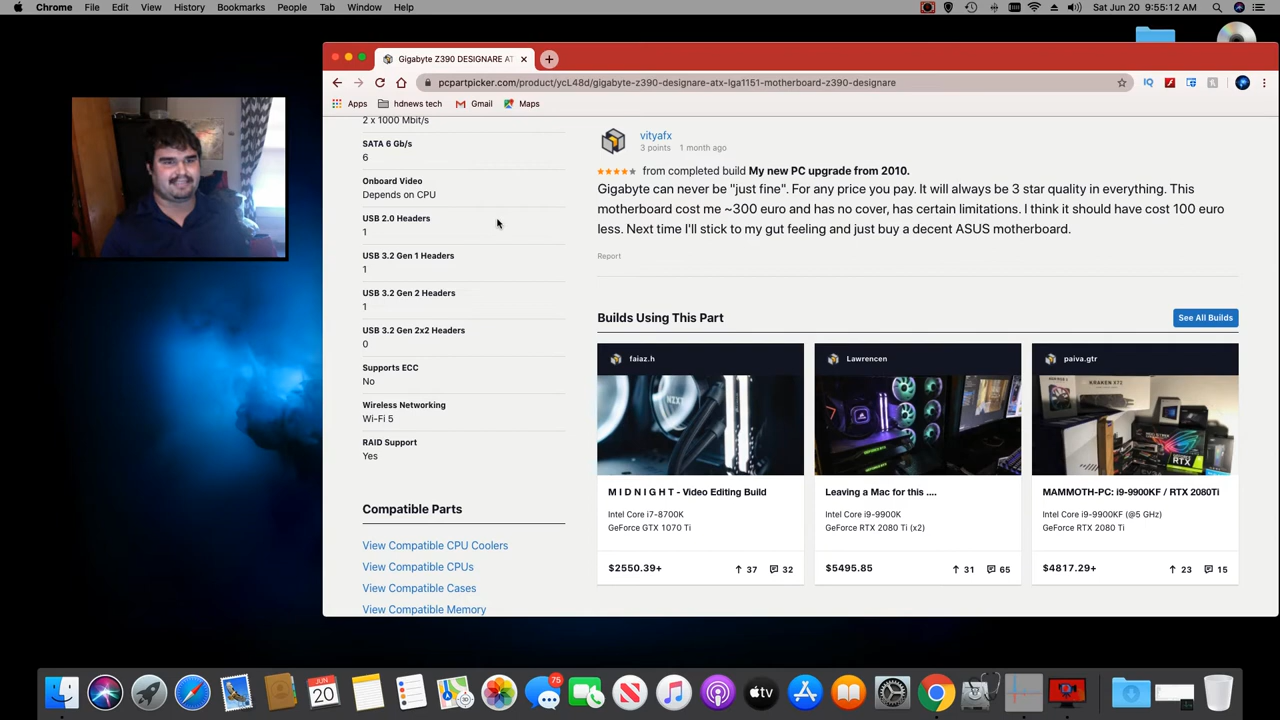 Chrome File Edit View History Bookmarks People Tab Window Help Sat Jun 20 9:55:12 AM
Gigabyte Z390 DESIGNARE AT
pcpartpicker.com/product/ycL48d/gigabyte-z390-designare-atx-lga1151-motherboard-z390-designare
Apps hdnews tech Gmail Maps
2 x 1000 Mbit/s
SATA 6 Gb/s
6
Onboard Video
Depends on CPU
USB 2.0 Headers
1
USB 3.2 Gen 1 Headers
1
USB 3.2 Gen 2 Headers
1
USB 3.2 Gen 2x2 Headers
0
Supports ECC
No
Wireless Networking
Wi-Fi 5
RAID Support
Yes
Compatible Parts
View Compatible CPU Coolers
View Compatible CPUs
View Compatible Cases
View Compatible Memory
vityafx
3 points 1 month ago
from completed build My new PC upgrade from 2010.
Gigabyte can never be "just fine". For any price you pay. It will always be 3 star quality in everything. This
motherboard cost me ~300 euro and has no cover, has certain limitations. I think it should have cost 100 euro
less. Next time I'll stick to my gut feeling and just buy a decent ASUS motherboard.
Report
Builds Using This Part See All Builds
faiaz.h
M I D N I G H T - Video Editing Build
Intel Core i7-8700K
GeForce GTX 1070 Ti
$2550.39+ 37 32
Lawrencen
Leaving a Mac for this ....
Intel Core i9-9900K
GeForce RTX 2080 Ti (x2)
$5495.85 31 65
paiva.gtr
KRAKEN X72
RTX
MAMMOTH-PC: i9-9900KF / RTX 2080Ti
Intel Core i9-9900KF (@5 GHz)
GeForce RTX 2080 Ti
$4817.29+ 23 15
JUN
20
75
tv